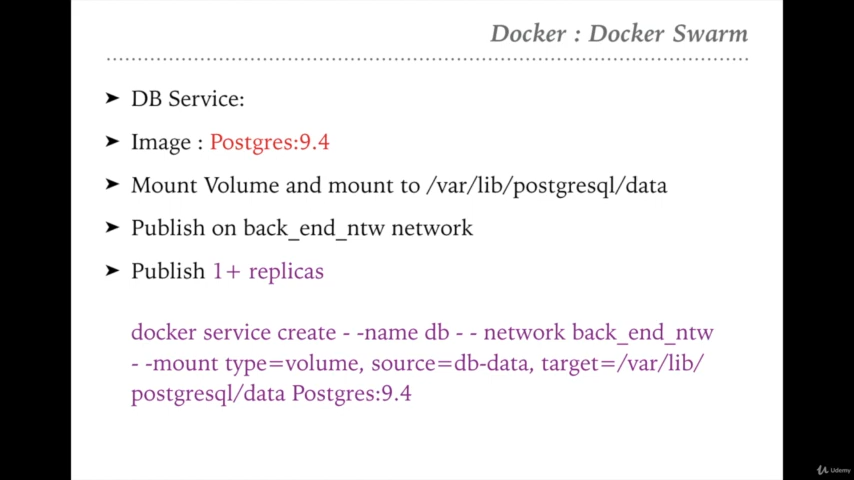 Docker : Docker Swarm
➤ DB Service:
➤ Image : Postgres:9.4
➤ Mount Volume and mount to /var/lib/postgresql/data
➤ Publish on back_end_ntw network
➤ Publish 1+ replicas
docker service create - -name db - - network back_end_ntw
- -mount type=volume, source=db-data, target=/var/lib/
postgresql/data Postgres:9.4
Udemy